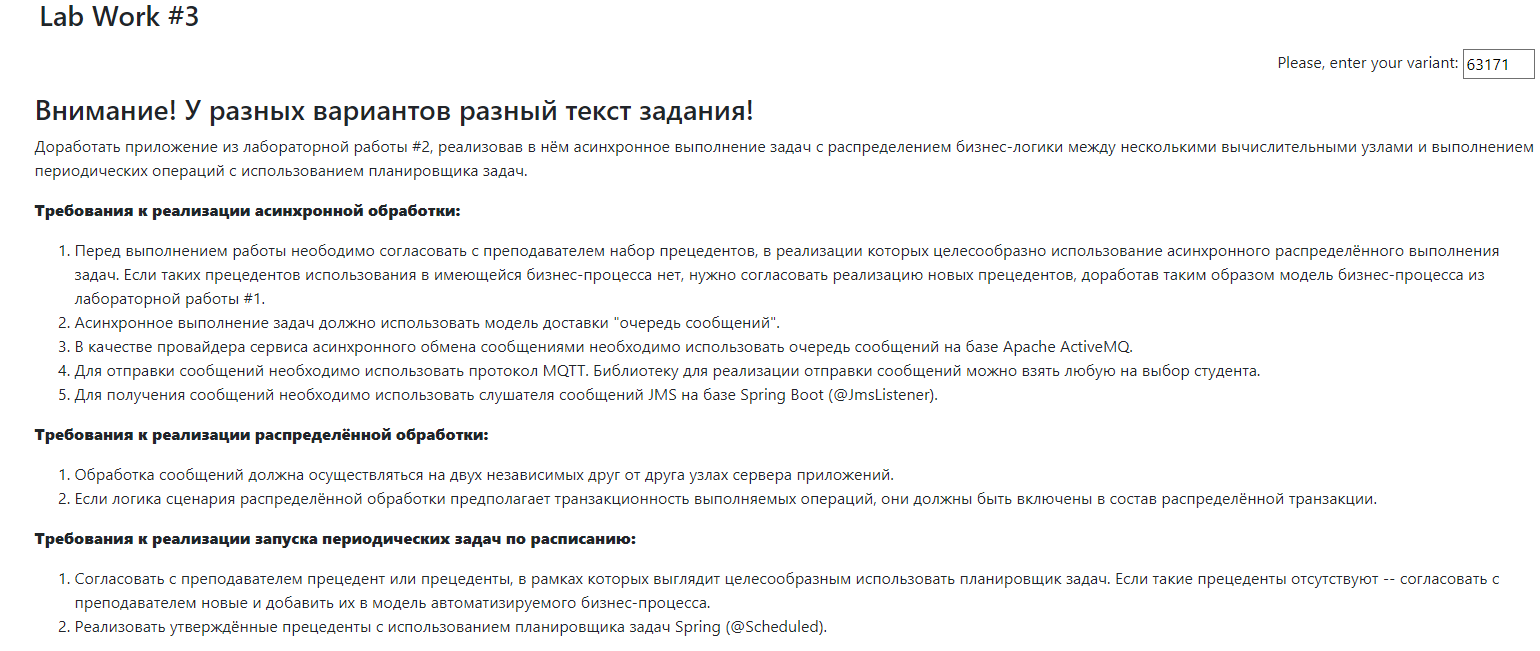 Lab Work #3
Please, enter your variant: 63171
Внимание! У разных вариантов разный текст задания!
Доработать приложение из лабораторной работы #2, реализовав в нём асинхронное выполнение задач с распределением бизнес-логики между несколькими вычислительными узлами и выполнением
периодических операций с использованием планировщика задач.
Требования к реализации асинхронной обработки:
1. Перед выполнением работы неободимо согласовать с преподавателем набор прецедентов, в реализации которых целесообразно использование асинхронного распределённого выполнения
задач. Если таких прецедентов использования в имеющейся бизнес-процесса нет, нужно согласовать реализацию новых прецедентов, доработав таким образом модель бизнес-процесса из
лабораторной работы #1.
2. Асинхронное выполнение задач должно использовать модель доставки "очередь сообщений".
3. В качестве провайдера сервиса асинхронного обмена сообщениями необходимо использовать очередь сообщений на базе Apache ActiveMQ.
4. Для отправки сообщений необходимо использовать протокол MQTT. Библиотеку для реализации отправки сообщений можно взять любую на выбор студента.
5. Для получения сообщений необходимо использовать слушателя сообщений JMS на базе Spring Boot (@JmsListener).
Требования к реализации распределённой обработки:
1. Обработка сообщений должна осуществляться на двух независимых друг от друга узлах сервера приложений.
2. Если логика сценария распределённой обработки предполагает транзакционность выполняемых операций, они должны быть включены в состав распределённой транзакции.
Требования к реализации запуска периодических задач по расписанию:
1. Согласовать с преподавателем прецедент или прецеденты, в рамках которых выглядит целесообразным использовать планировщик задач. Если такие прецеденты отсутствуют -- согласовать с
преподавателем новые и добавить их в модель автоматизируемого бизнес-процесса.
2. Реализовать утверждённые прецеденты с использованием планировщика задач Spring (@Scheduled).